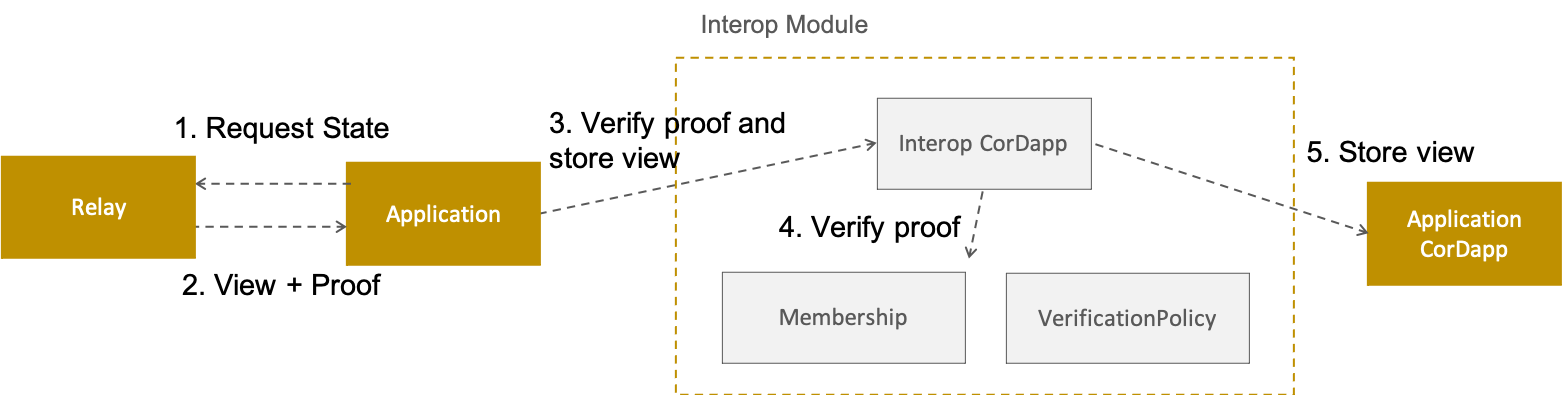 Interop Module
1. Request State
3. Verify proof and
store view
Interop CorDapp
5. Store view
Relay
Application
Application
CorDapp
4. Verify proof
2. View + Proof
Membership
VerificationPolicy